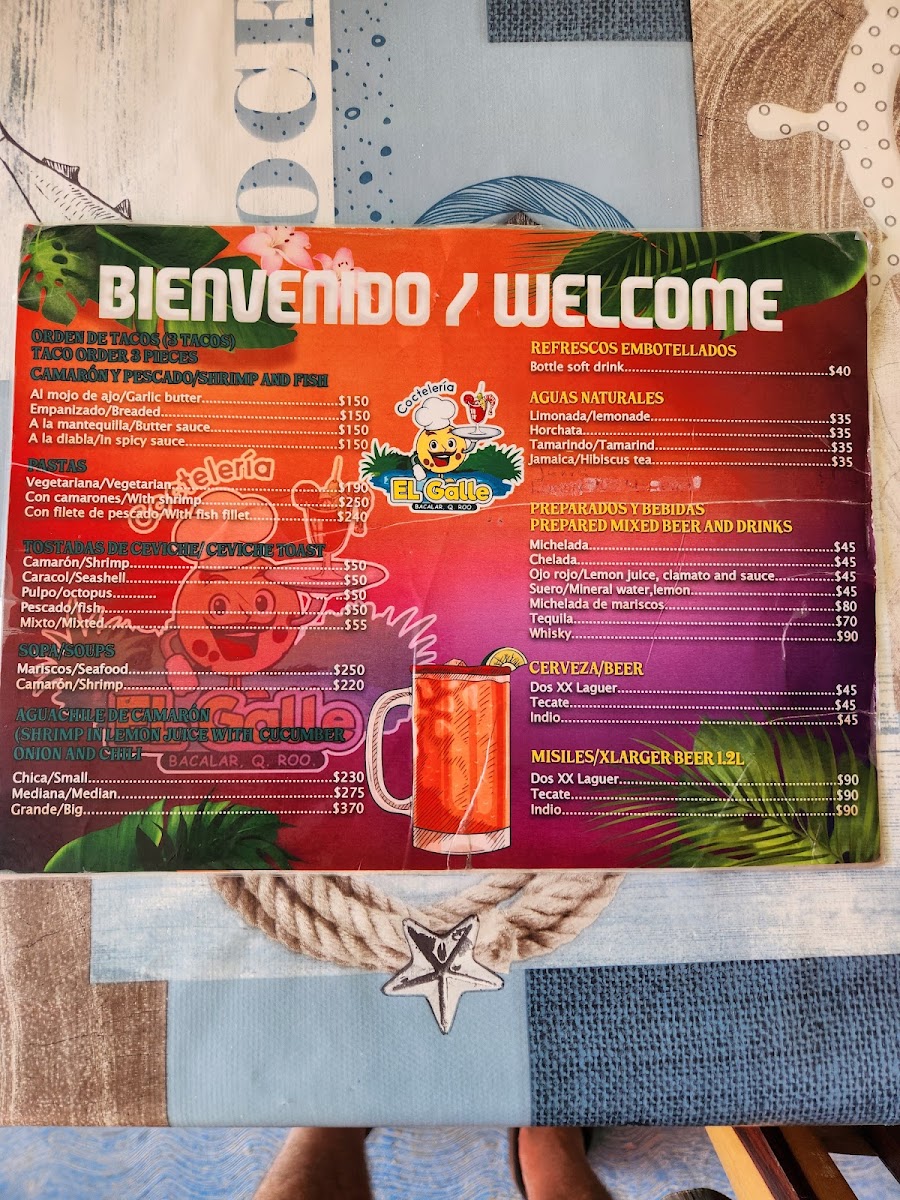 OCE
BIENVENIDO / WELCOME
ORDEN DE TACOS (3 TACOS)
TACO ORDER 3 PIECES
CAMARÓN Y PESCADO/SHRIMP AND FISH
Al mojo de ajo/Garlic butter $150
Empanizado/Breaded $150
A la mantequilla/Butter sauce $150
A la diabla/In spicy sauce $150
PASTAS
Vegetariana/Vegetarian $190
Con camarones/With shrimp $250
Con filete de pescado/With fish fillet $240
TOSTADAS DE CEVICHE/ CEVICHE TOAST
Camarón/Shrimp $50
Caracol/Seashell $50
Pulpo/octopus $50
Pescado/fish $50
Mixto/Mixted $55
SOPA/SOUPS
Mariscos/Seafood $250
Camarón/Shrimp $220
AGUACHILE DE CAMARÓN
(SHRIMP IN LEMON JUICE WITH CUCUMBER
ONION AND CHILI
Chica/Small $230
Mediana/Median $275
Grande/Big $370
Coctelería
EL Galle
BACALAR, Q. ROO.
Coctelería
EL Galle
BACALAR, Q. ROO.
REFRESCOS EMBOTELLADOS
Bottle soft drink $40
AGUAS NATURALES
Limonada/lemonade $35
Horchata $35
Tamarindo/Tamarind $35
Jamaica/Hibiscus tea $35
PREPARADOS Y BEBIDAS
PREPARED MIXED BEER AND DRINKS
Michelada $45
Chelada $45
Ojo rojo/Lemon juice, clamato and sauce $45
Suero/Mineral water,lemon $45
Michelada de mariscos $80
Tequila $70
Whisky $90
CERVEZA/BEER
Dos XX Laguer $45
Tecate $45
Indio $45
MISILES/XLARGER BEER 1.2L
Dos XX Laguer $90
Tecate $90
Indio $90